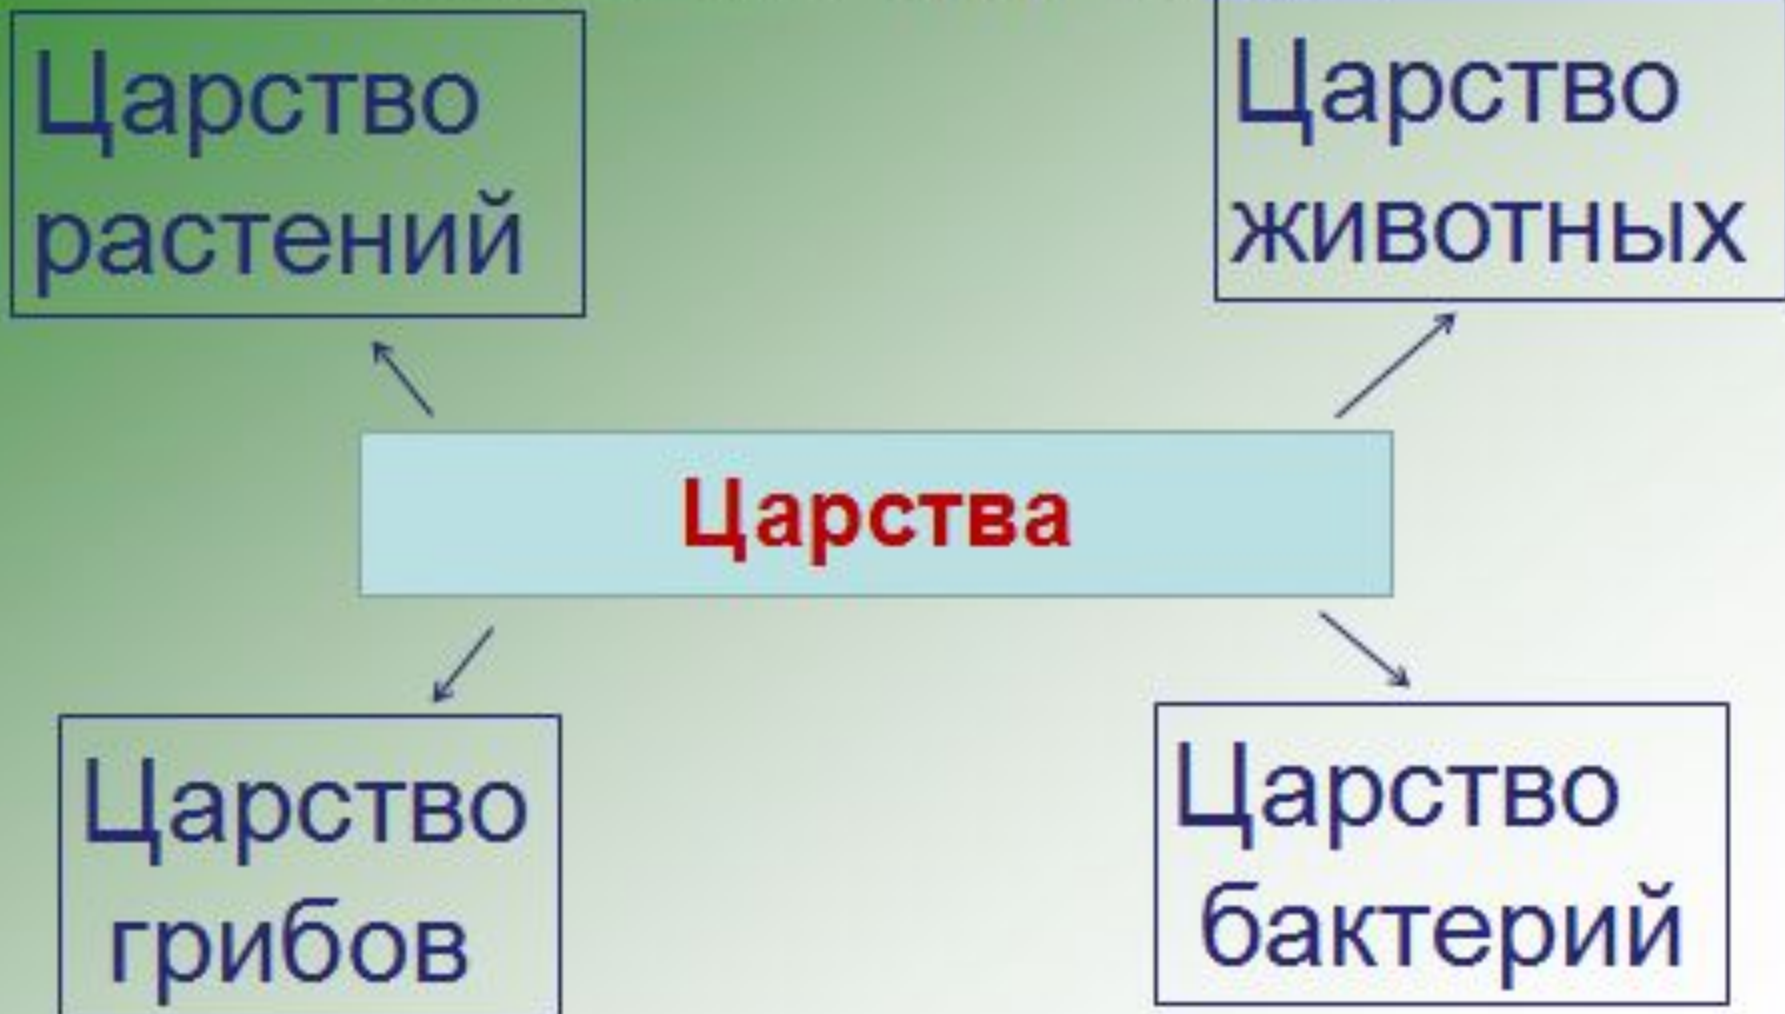 Царство
растений
Царство
животных
Царства
Царство
грибов
Царство
бактерий